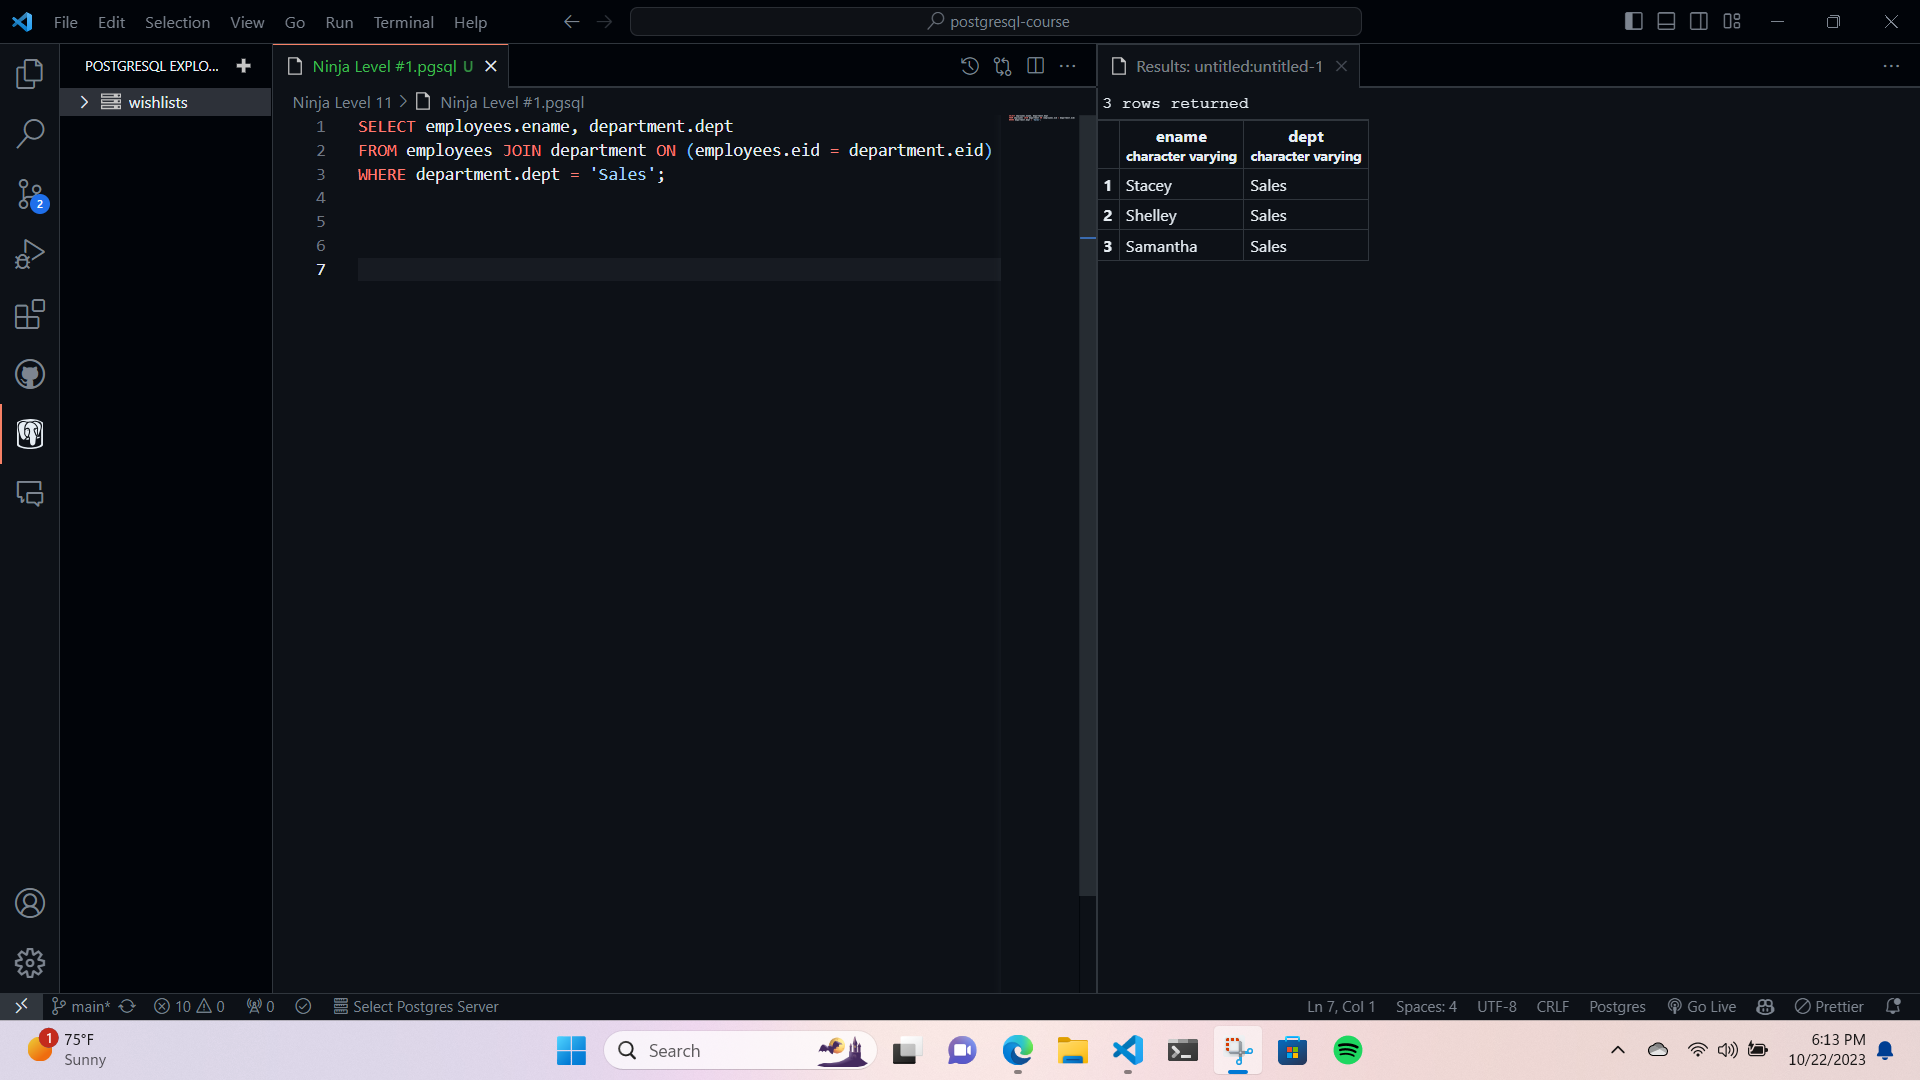 File Edit Selection View Go Run Terminal Help
postgresql-course
POSTGRESQL EXPLO...
wishlists
Ninja Level #1.pgsql U
Ninja Level 11 > Ninja Level #1.pgsql
1 SELECT employees.ename, department.dept
2 FROM employees JOIN department ON (employees.eid = department.eid)
3 WHERE department.dept = 'Sales';
4
5
6
7
Results: untitled:untitled-1
3 rows returned
ename dept
character varying character varying
1 Stacey Sales
2 Shelley Sales
3 Samantha Sales
2
main* 10 0 0 Select Postgres Server
Ln 7, Col 1 Spaces: 4 UTF-8 CRLF Postgres Go Live Prettier
1 75°F
Sunny
Search
6:13 PM
10/22/2023